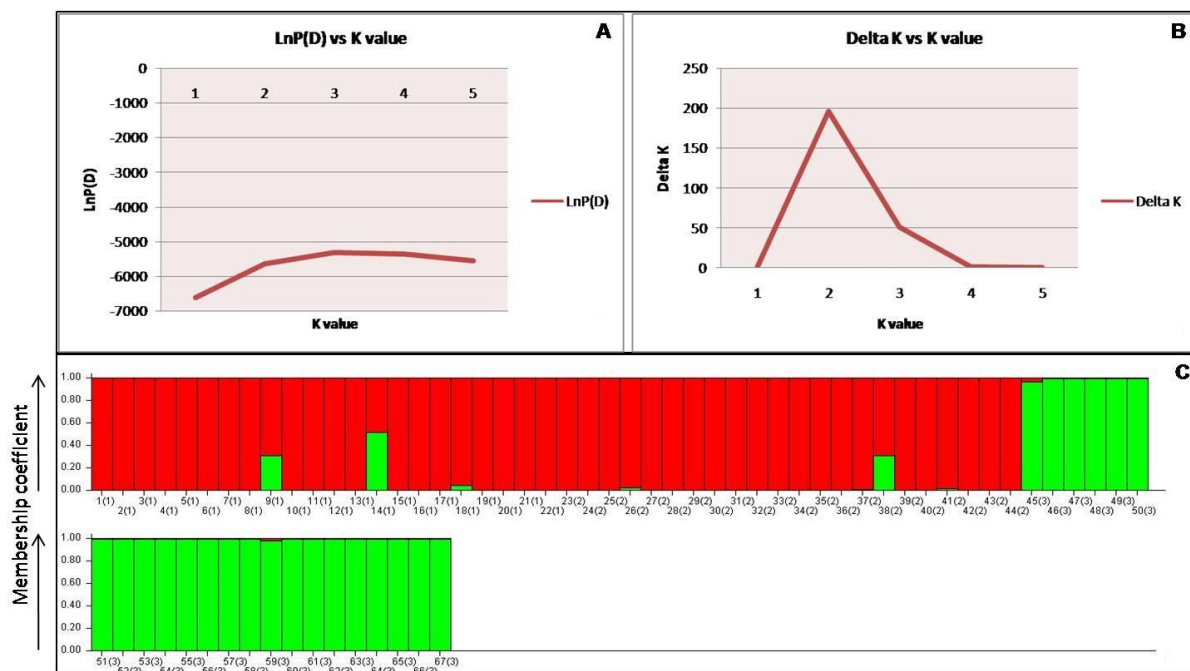 LnP(D) vs K value
A
0
-1000
-2000
-3000
-4000
-5000
-6000
-7000
1 2 3 4 5
LnP(D)
LnP(D)
K value
Delta K vs K value
B
250
200
150
100
50
0
1 2 3 4 5
Delta K
Delta K
K value
C
Membership coefficient
1.00
0.80
0.60
0.40
0.20
0.00
1(1) 3(1) 5(1) 7(1) 9(1) 11(1) 13(1) 15(1) 17(1) 19(1) 21(1) 23(2) 25(2) 27(2) 29(2) 31(2) 33(2) 35(2) 37(2) 39(2) 41(2) 43(2) 45(3) 47(3) 49(3)
2(1) 4(1) 6(1) 8(1) 10(1) 12(1) 14(1) 16(1) 18(1) 20(1) 22(1) 24(2) 26(2) 28(2) 30(2) 32(2) 34(2) 36(2) 38(2) 40(2) 42(2) 44(2) 46(3) 48(3) 50(3)
1.00
0.80
0.60
0.40
0.20
0.00
51(3) 53(3) 55(3) 57(3) 59(3) 61(3) 63(3) 65(3) 67(3)